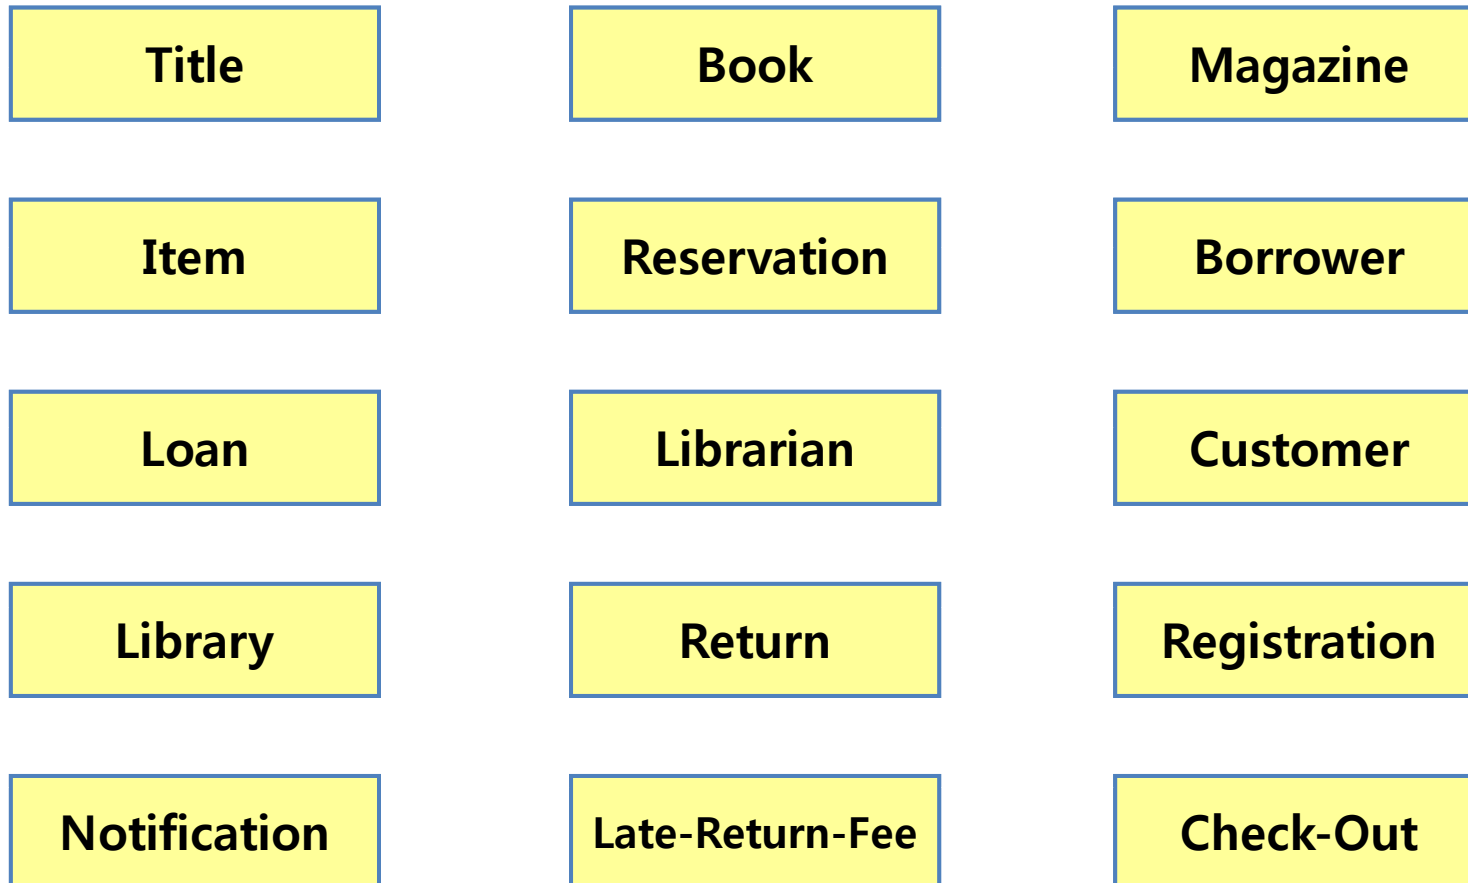 Title
Book
Magazine
Item
Reservation
Borrower
Loan
Librarian
Customer
Library
Return
Registration
Notification
Late-Return-Fee
Check-Out